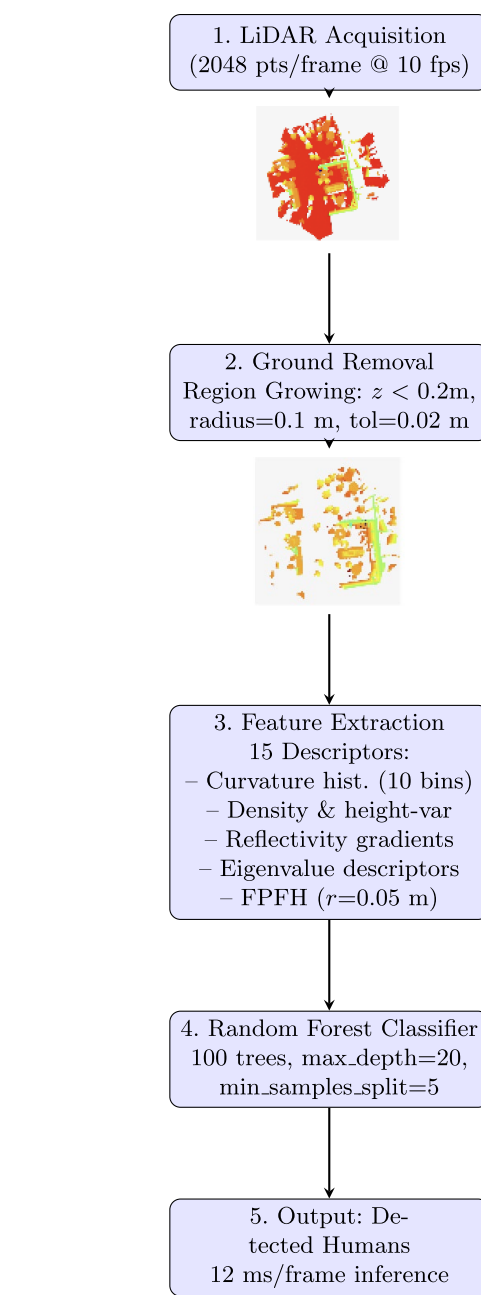 1. LiDAR Acquisition
(2048 pts/frame @ 10 fps)
2. Ground Removal
Region Growing: z < 0.2m,
radius=0.1 m, tol=0.02 m
3. Feature Extraction
15 Descriptors:
– Curvature hist. (10 bins)
– Density & height-var
– Reflectivity gradients
– Eigenvalue descriptors
– FPFH (r=0.05 m)
4. Random Forest Classifier
100 trees, max_depth=20,
min_samples_split=5
5. Output: De-
tected Humans
12 ms/frame inference